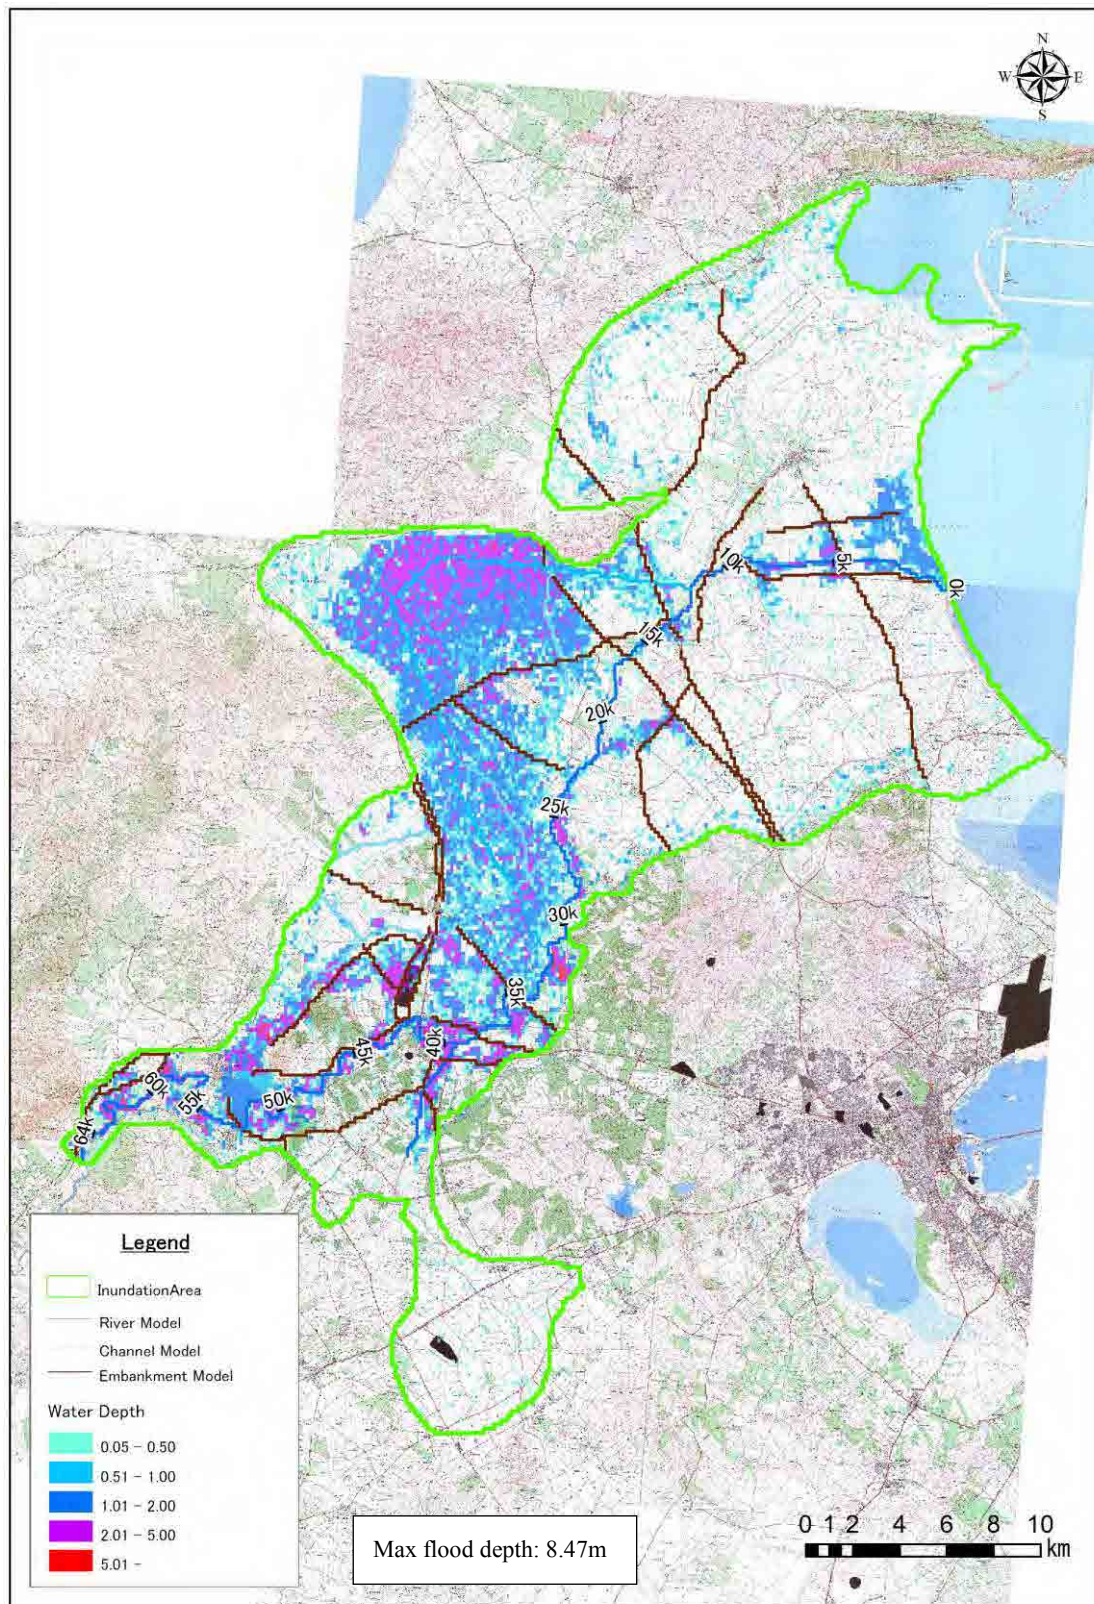 N
W E
S
10k
5k
0k
15k
20k
25k
30k
35k
40k
45k
50k
55k
60k
64k
Legend
InundationArea
River Model
Channel Model
Embankment Model
Water Depth
0.05 - 0.50
0.51 - 1.00
1.01 - 2.00
2.01 - 5.00
5.01 -
Max flood depth: 8.47m
0 1 2 4 6 8 10
km